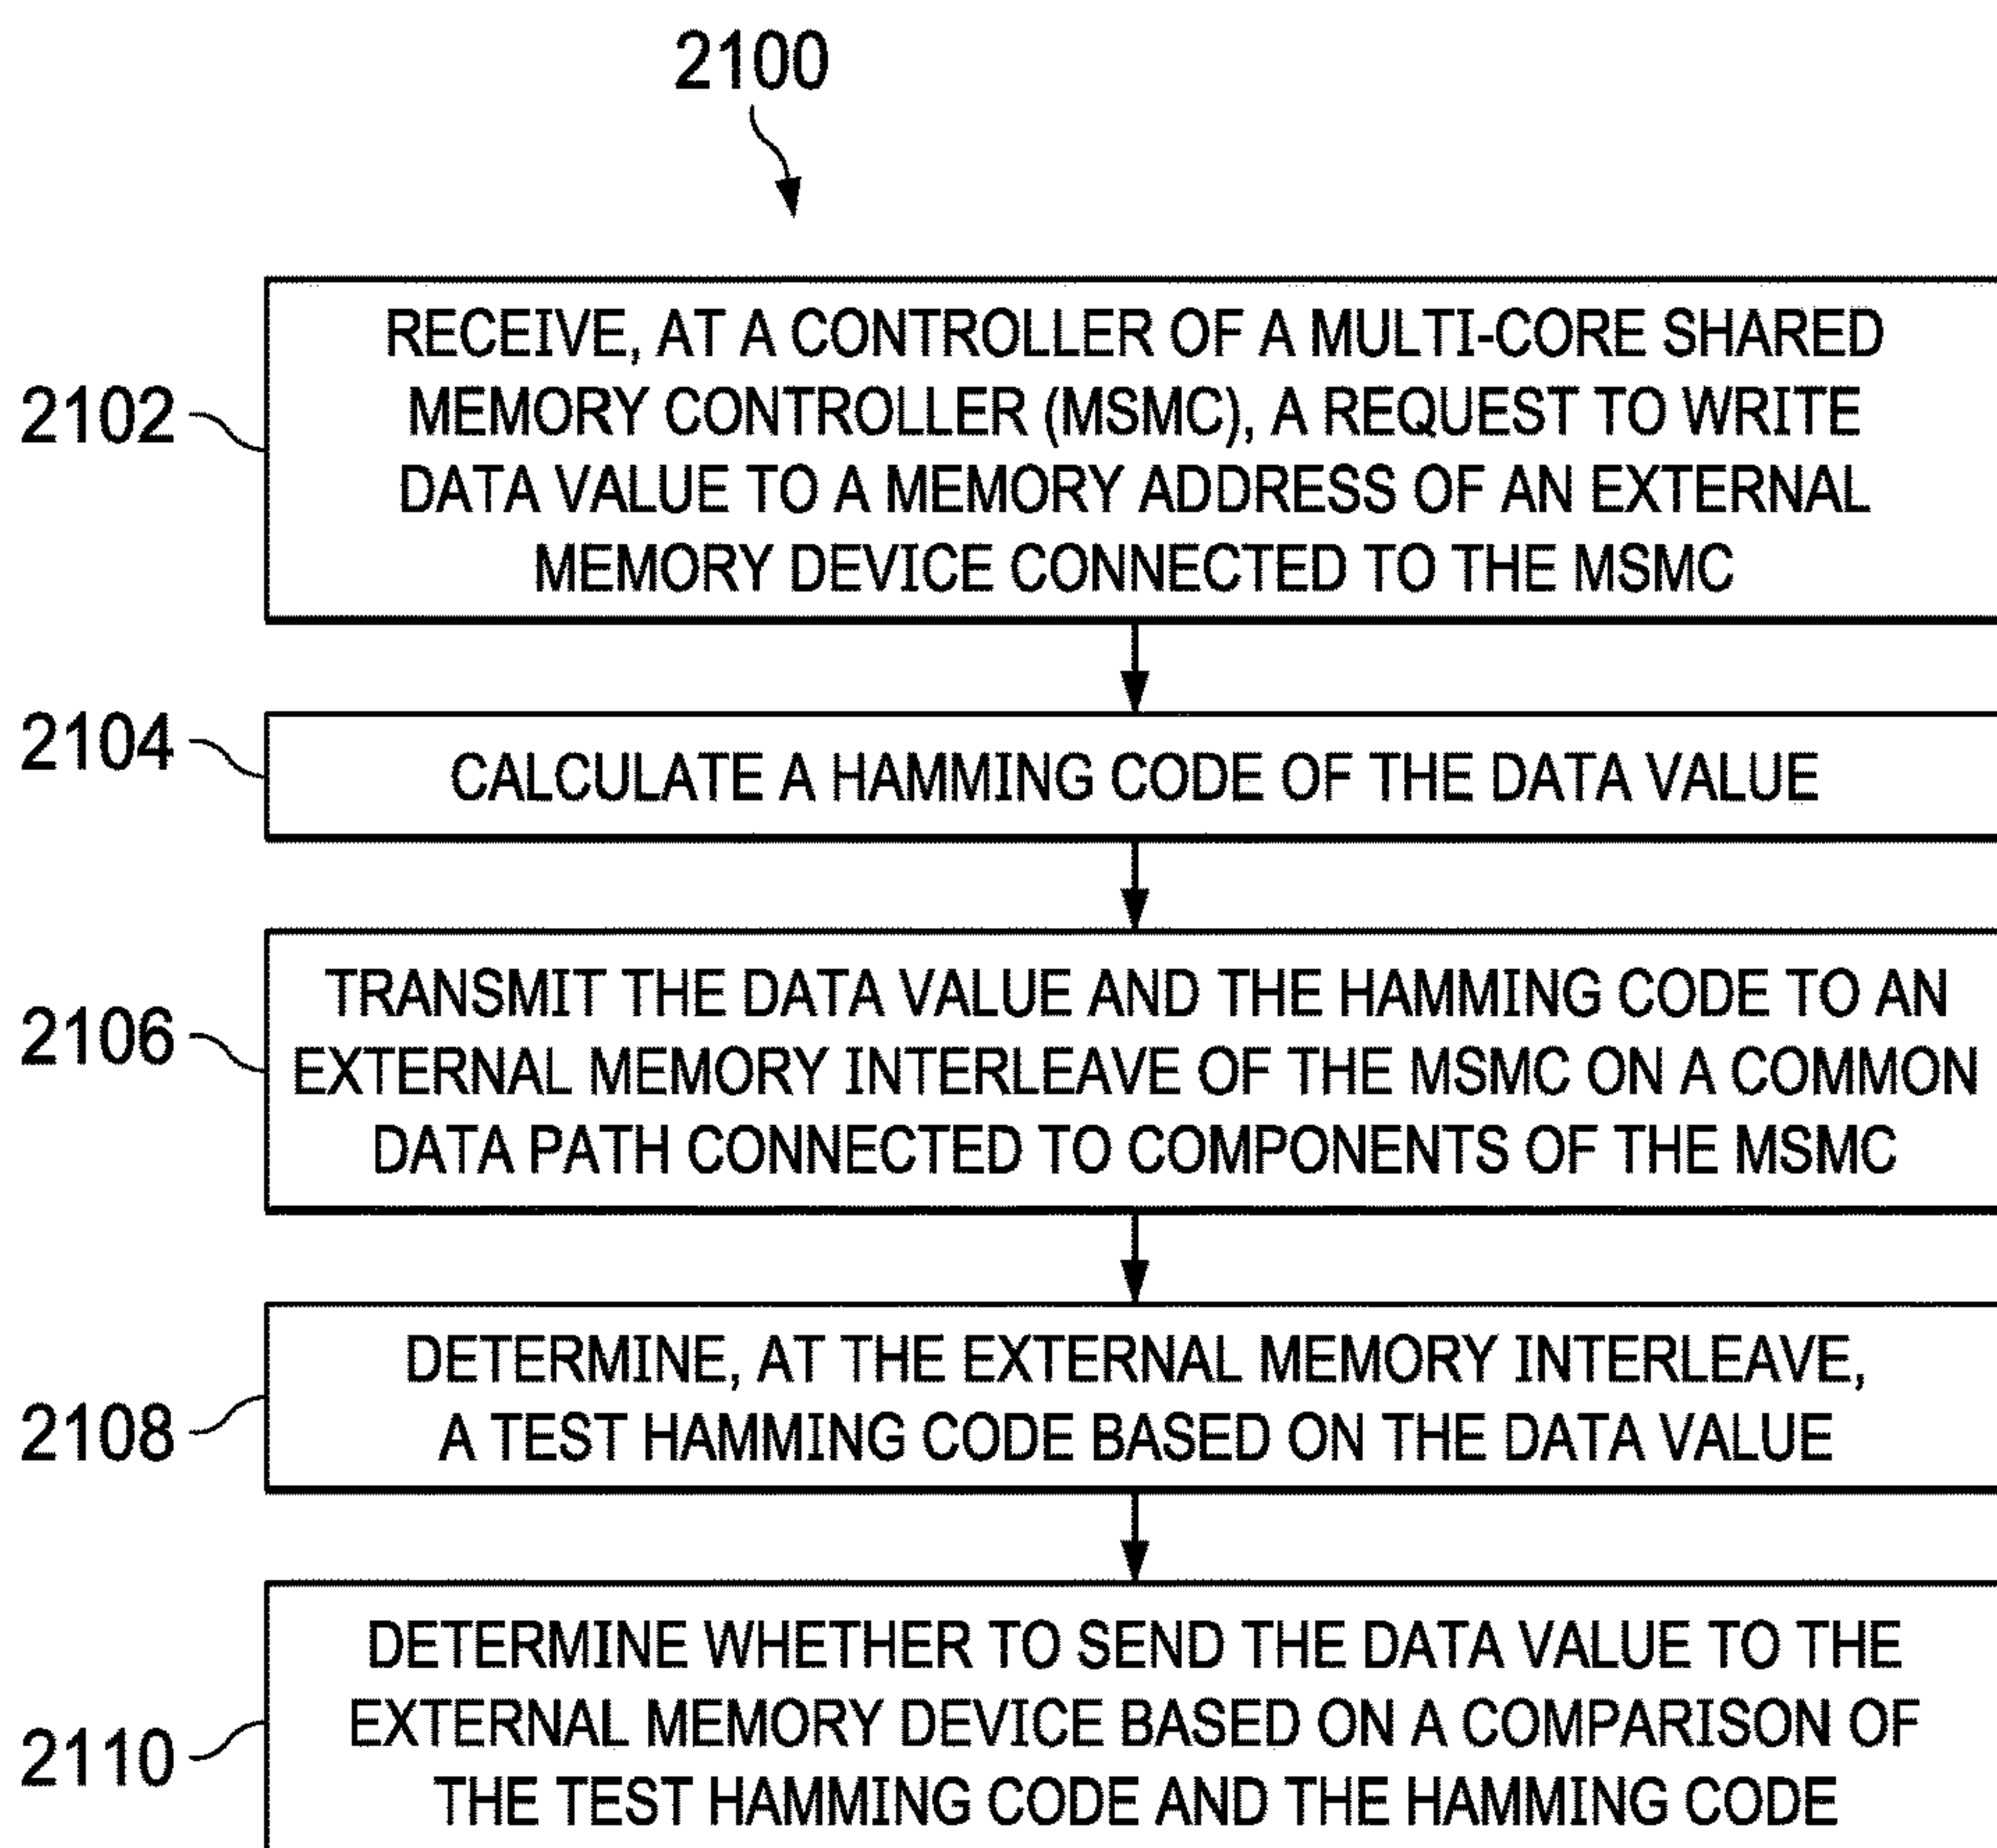 2100
2102
RECEIVE, AT A CONTROLLER OF A MULTI-CORE SHARED
MEMORY CONTROLLER (MSMC), A REQUEST TO WRITE
DATA VALUE TO A MEMORY ADDRESS OF AN EXTERNAL
MEMORY DEVICE CONNECTED TO THE MSMC
2104
CALCULATE A HAMMING CODE OF THE DATA VALUE
2106
TRANSMIT THE DATA VALUE AND THE HAMMING CODE TO AN
EXTERNAL MEMORY INTERLEAVE OF THE MSMC ON A COMMON
DATA PATH CONNECTED TO COMPONENTS OF THE MSMC
2108
DETERMINE, AT THE EXTERNAL MEMORY INTERLEAVE,
A TEST HAMMING CODE BASED ON THE DATA VALUE
2110
DETERMINE WHETHER TO SEND THE DATA VALUE TO THE
EXTERNAL MEMORY DEVICE BASED ON A COMPARISON OF
THE TEST HAMMING CODE AND THE HAMMING CODE